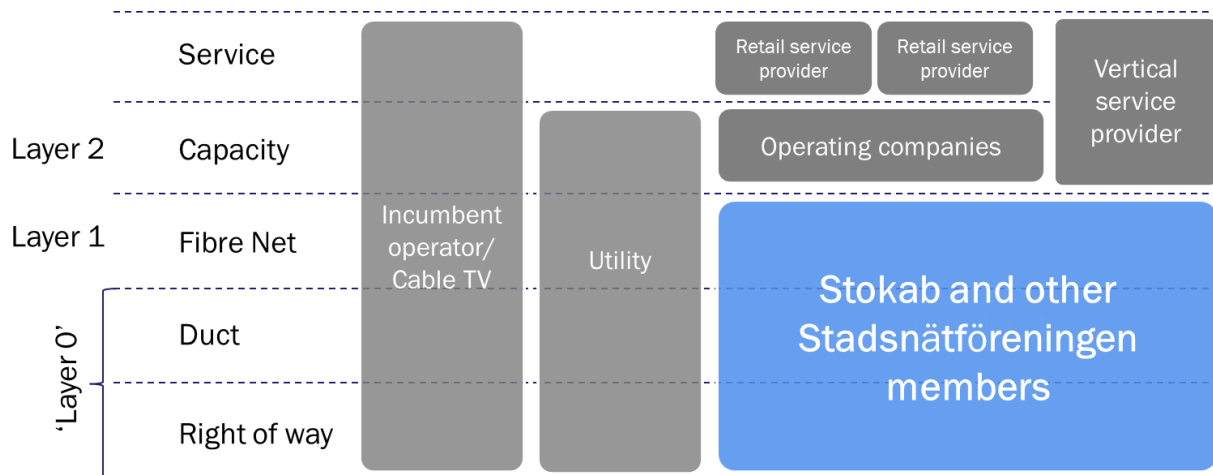 Service
Layer 2
Capacity
Layer 1
Fibre Net
'Layer 0'
Duct
Right of way
Incumbent
operator/
Cable TV
Utility
Retail service
provider
Retail service
provider
Vertical
service
provider
Operating companies
Stokab and other
Stadsnätföreningen
members